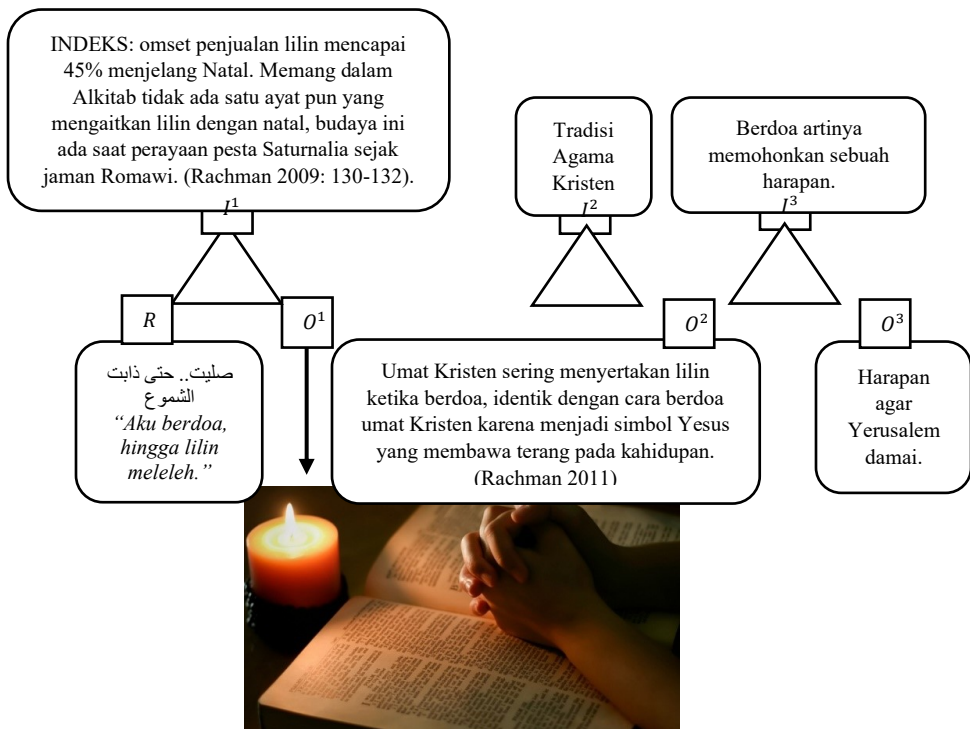 INDEKS: omset penjualan lilin mencapai
45% menjelang Natal. Memang dalam
Alkitab tidak ada satu ayat pun yang
mengaitkan lilin dengan natal, budaya ini
ada saat perayaan pesta Saturnalia sejak
jaman Romawi. (Rachman 2009: 130-132).
I¹
Tradisi
Agama
Kristen
I²
Berdoa artinya
memohonkan sebuah
harapan.
I³
R
O¹
O²
O³
صليت.. حتى ذابت
الشموع
“Aku berdoa,
hingga lilin
meleleh.”
Umat Kristen sering menyertakan lilin
ketika berdoa, identik dengan cara berdoa
umat Kristen karena menjadi simbol Yesus
yang membawa terang pada kahidupan.
(Rachman 2011)
Harapan
agar
Yerusalem
damai.